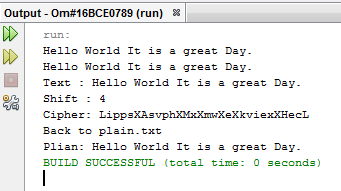 Output - Om#16BCE0789 (run)
run:
Hello World It is a great Day.
Hello World It is a great Day.
Text : Hello World It is a great Day.
Shift : 4
Cipher: LippsXAsvphXMxXmwXeXkviexXHecL
Back to plain.txt
Plian: Hello World It is a great Day.
BUILD SUCCESSFUL (total time: 0 seconds)